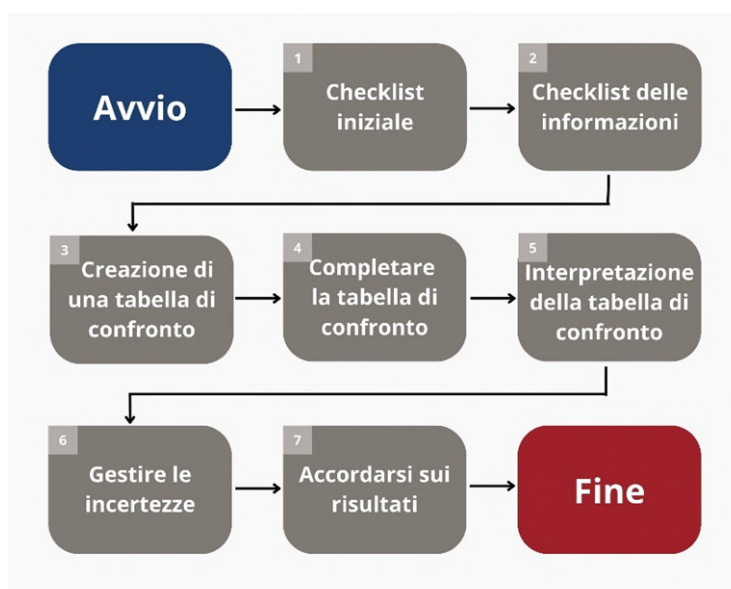 Avvio
1
Checklist
iniziale
2
Checklist delle
informazioni
3
Creazione di
una tabella di
confronto
4
Completare
la tabella di
confronto
5
Interpretazione
della tabella di
confronto
6
Gestire le
incertezze
7
Accordarsi sui
risultati
Fine